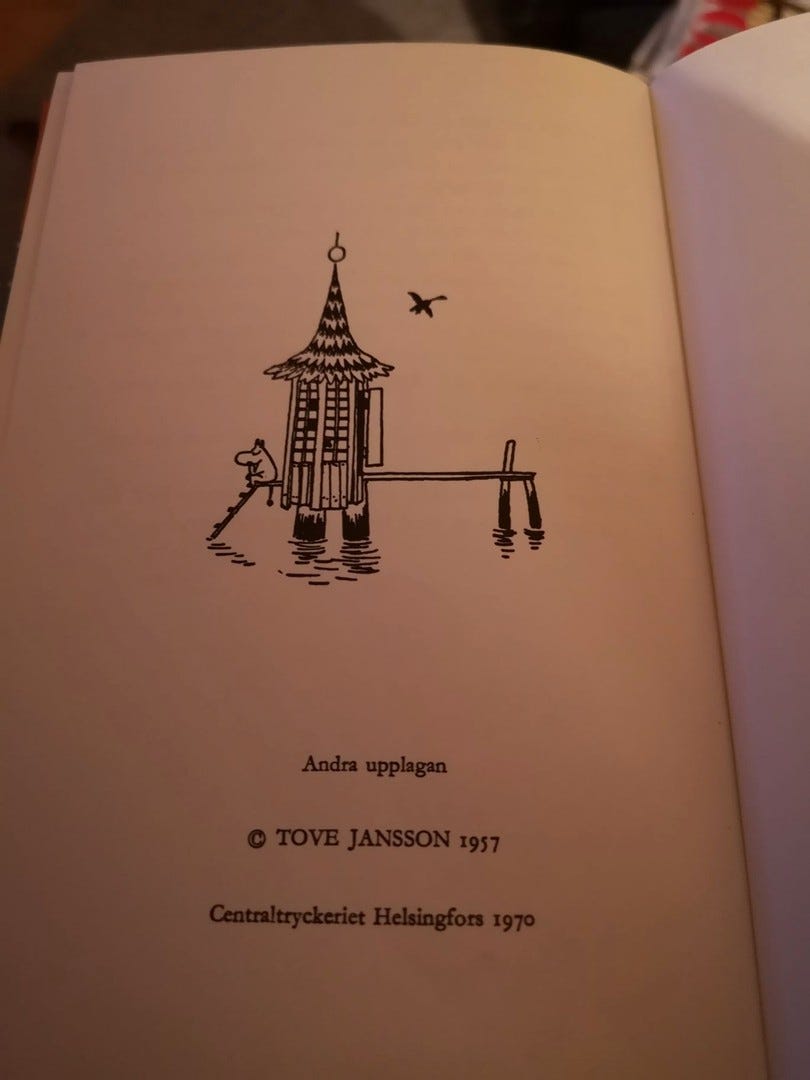 Andra upplagan
© TOVE JANSSON 1957
Centraltryckeriet Helsingfors 1970